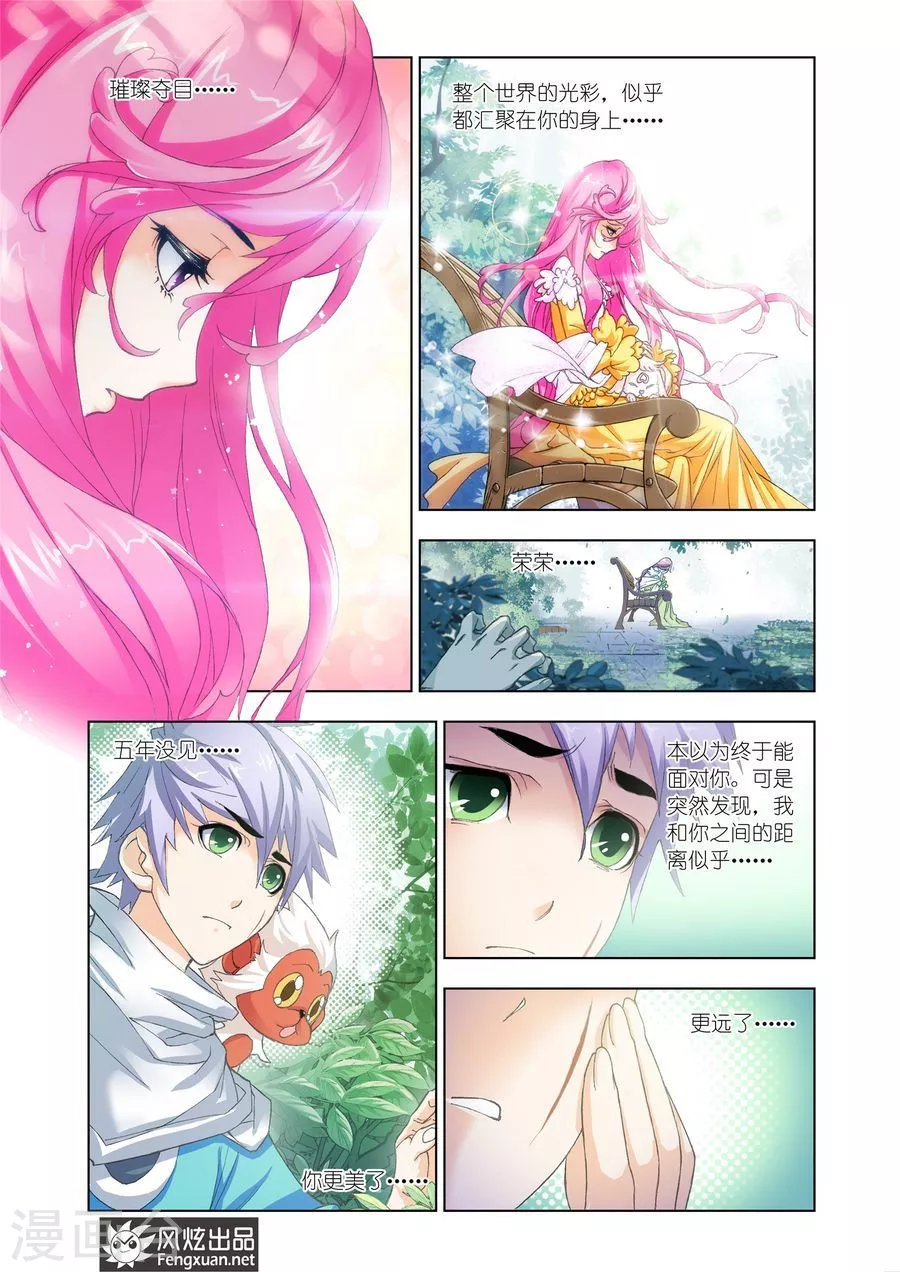 璀璨夺目……
整个世界的光彩，似乎
都汇聚在你的身上……
荣荣……
五年没见……
你更美了……
本以为终于能
面对你。可是
突然发现，我
和你之间的距
离似乎……
更远了……
漫画台
风炫出品
Fengxuan.net